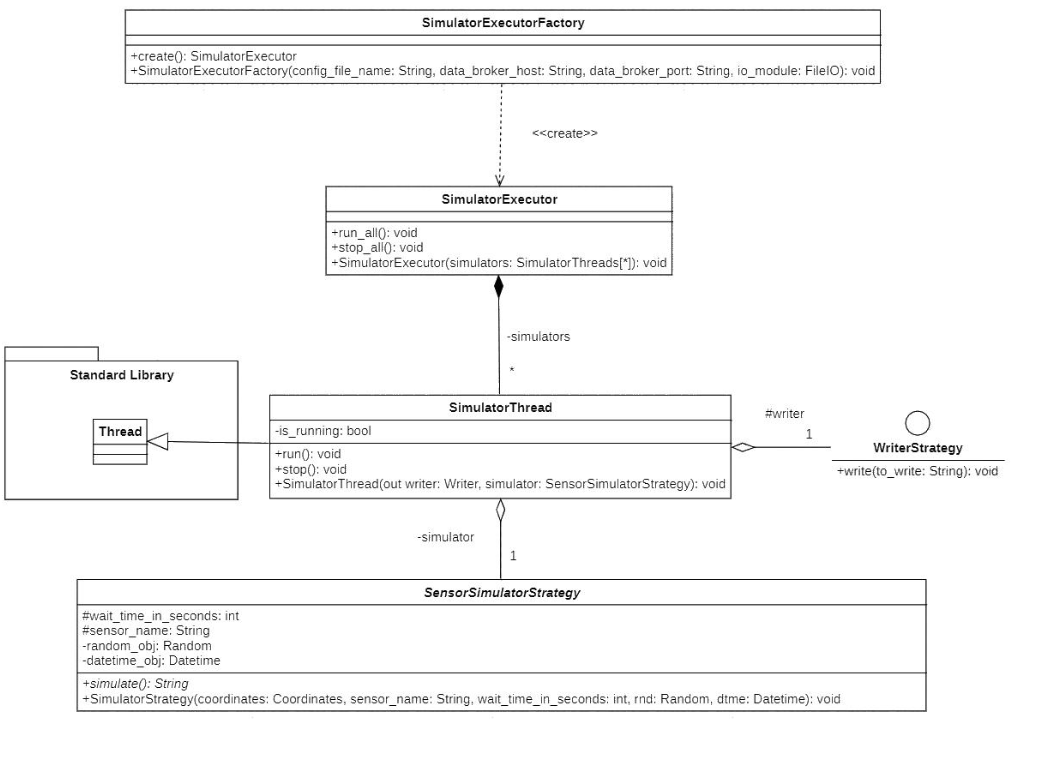 SimulatorExecutorFactory
+create(): SimulatorExecutor
+SimulatorExecutorFactory(config_file_name: String, data_broker_host: String, data_broker_port: String, io_module: FileIO): void
<<create>>
SimulatorExecutor
+run_all(): void
+stop_all(): void
+SimulatorExecutor(simulators: SimulatorThreads[*]): void
-simulators
*
Standard Library
Thread
SimulatorThread
-is_running: bool
+run(): void
+stop(): void
+SimulatorThread(out writer: Writer, simulator: SensorSimulatorStrategy): void
#writer
1
WriterStrategy
+write(to_write: String): void
-simulator
1
SensorSimulatorStrategy
#wait_time_in_seconds: int
#sensor_name: String
-random_obj: Random
-datetime_obj: Datetime
+simulate(): String
+SimulatorStrategy(coordinates: Coordinates, sensor_name: String, wait_time_in_seconds: int, rnd: Random, dtme: Datetime): void